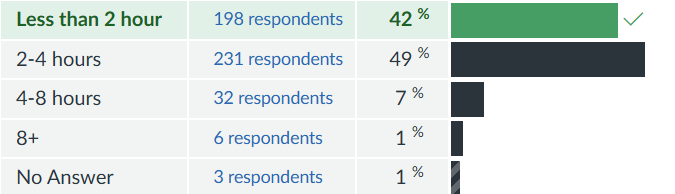 Less than 2 hour 198 respondents 42 %
2-4 hours 231 respondents 49 %
4-8 hours 32 respondents 7 %
8+ 6 respondents 1 %
No Answer 3 respondents 1 %